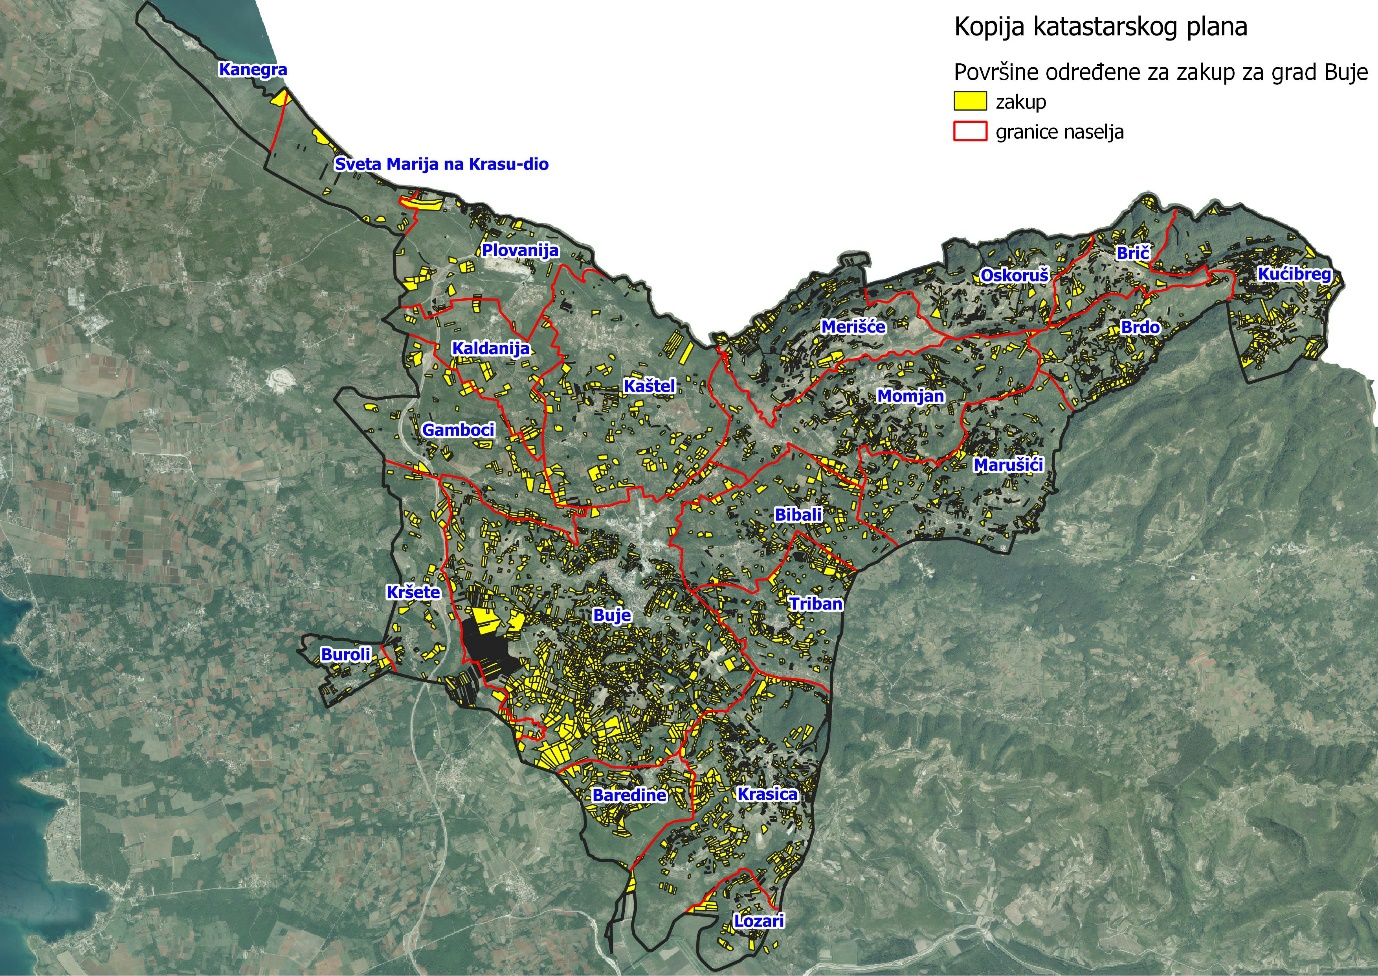 Kopija katastarskog plana
Površine određene za zakup za grad Buje
zakup
granice naselja
Kanegra
Sveta Marija na Krasu-dio
Plovanija
Brič
Oskoruš
Kućibreg
Merišće
Brdo
Kaldanija
Kaštel
Momjan
Gamboci
Marušići
Bibali
Kršete
Triban
Buje
Buroli
Baredine
Krasica
Lozari